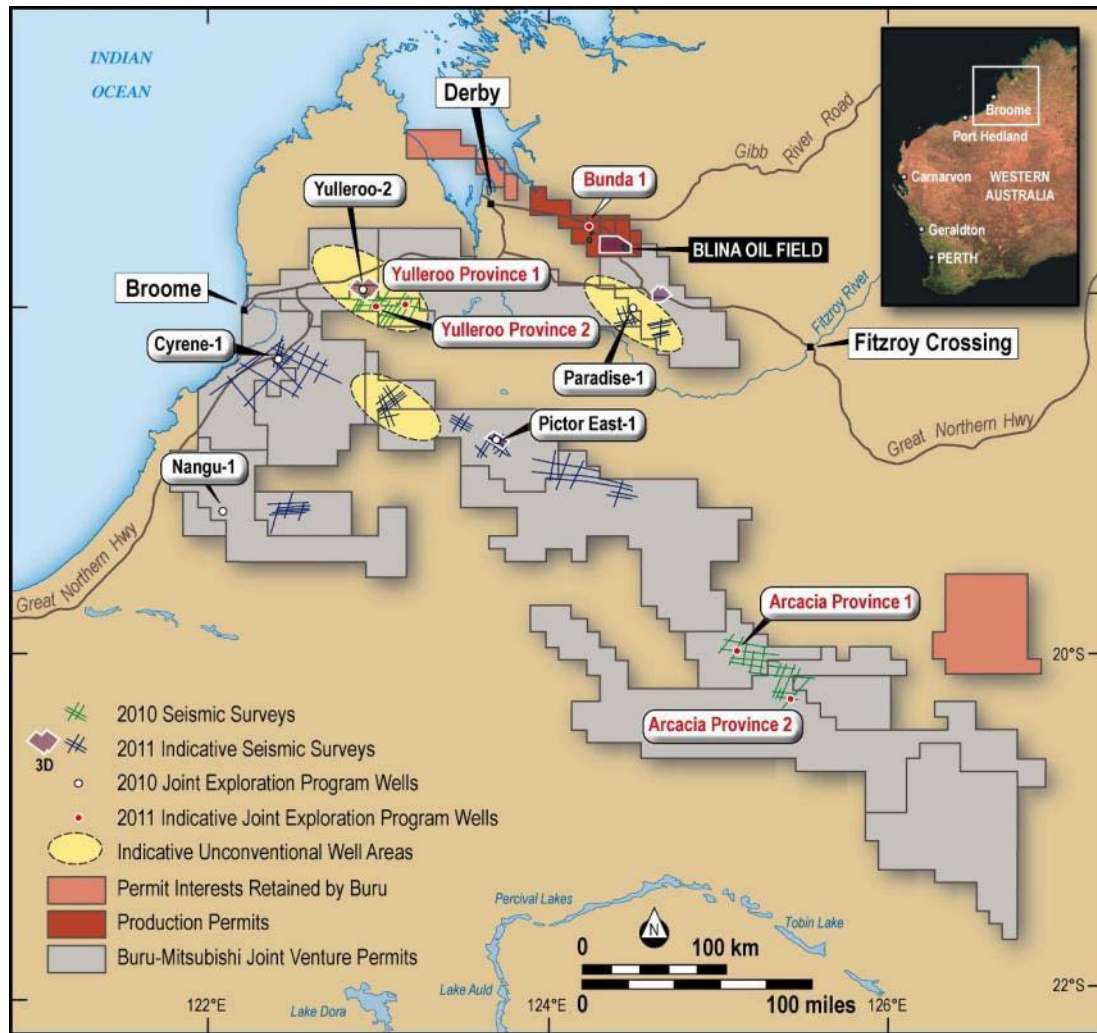 INDIAN
OCEAN
Derby
Gibb River Road
Broome
Port Hedland
Carnarvon
WESTERN
AUSTRALIA
Geraldton
PERTH
Yulleroo-2
Bunda 1
BLINA OIL FIELD
Broome
Yulleroo Province 1
Yulleroo Province 2
Fitzroy River
Fitzroy Crossing
Cyrene-1
Paradise-1
Pictor East-1
Great Northern Hwy
Nangu-1
Great Northern Hwy
Arcacia Province 1
20°S
Arcacia Province 2
2010 Seismic Surveys
3D
2011 Indicative Seismic Surveys
2010 Joint Exploration Program Wells
2011 Indicative Joint Exploration Program Wells
Indicative Unconventional Well Areas
Permit Interests Retained by Buru
Production Permits
Buru-Mitsubishi Joint Venture Permits
Percival Lakes
Tobin Lake
N
0 100 km
0 100 miles
Lake Auld
Lake Dora
22°S
122°E
124°E
126°E